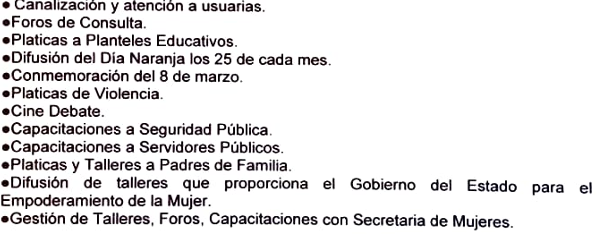 ● Canalización y atención a usuarias.
●Foros de Consulta.
●Platicas a Planteles Educativos.
●Difusión del Día Naranja los 25 de cada mes.
●Conmemoración del 8 de marzo.
●Platicas de Violencia.
●Cine Debate.
●Capacitaciones a Seguridad Pública.
●Capacitaciones a Servidores Públicos.
●Platicas y Talleres a Padres de Familia.
●Difusión de talleres que proporciona el Gobierno del Estado para el
Empoderamiento de la Mujer.
●Gestión de Talleres, Foros, Capacitaciones con Secretaria de Mujeres.